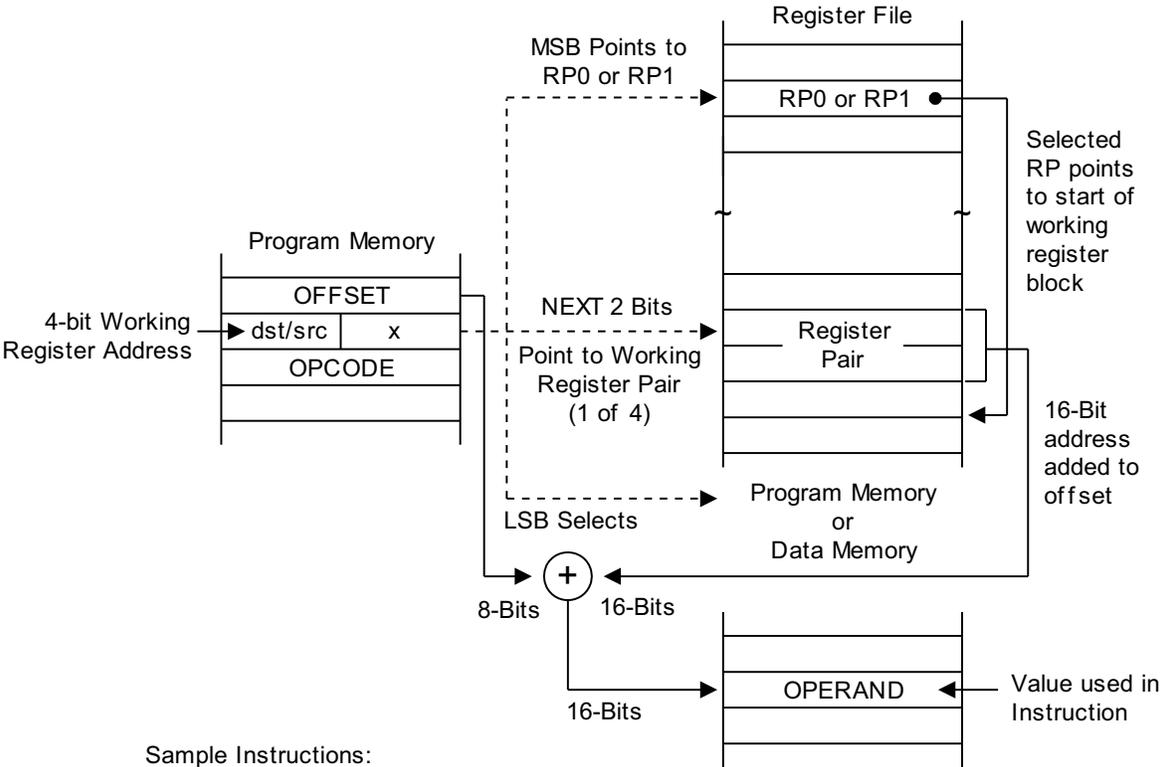 Register File
MSB Points to
RP0 or RP1
RP0 or RP1
Selected
RP points
to start of
working
register
block
Program Memory
OFFSET
4-bit Working
Register Address
dst/src
x
OPCODE
NEXT 2 Bits
Point to Working
Register Pair
(1 of 4)
Register
Pair
16-Bit
address
added to
offset
LSB Selects
Program Memory
or
Data Memory
+
8-Bits
16-Bits
16-Bits
OPERAND
Value used in
Instruction
Sample Instructions: